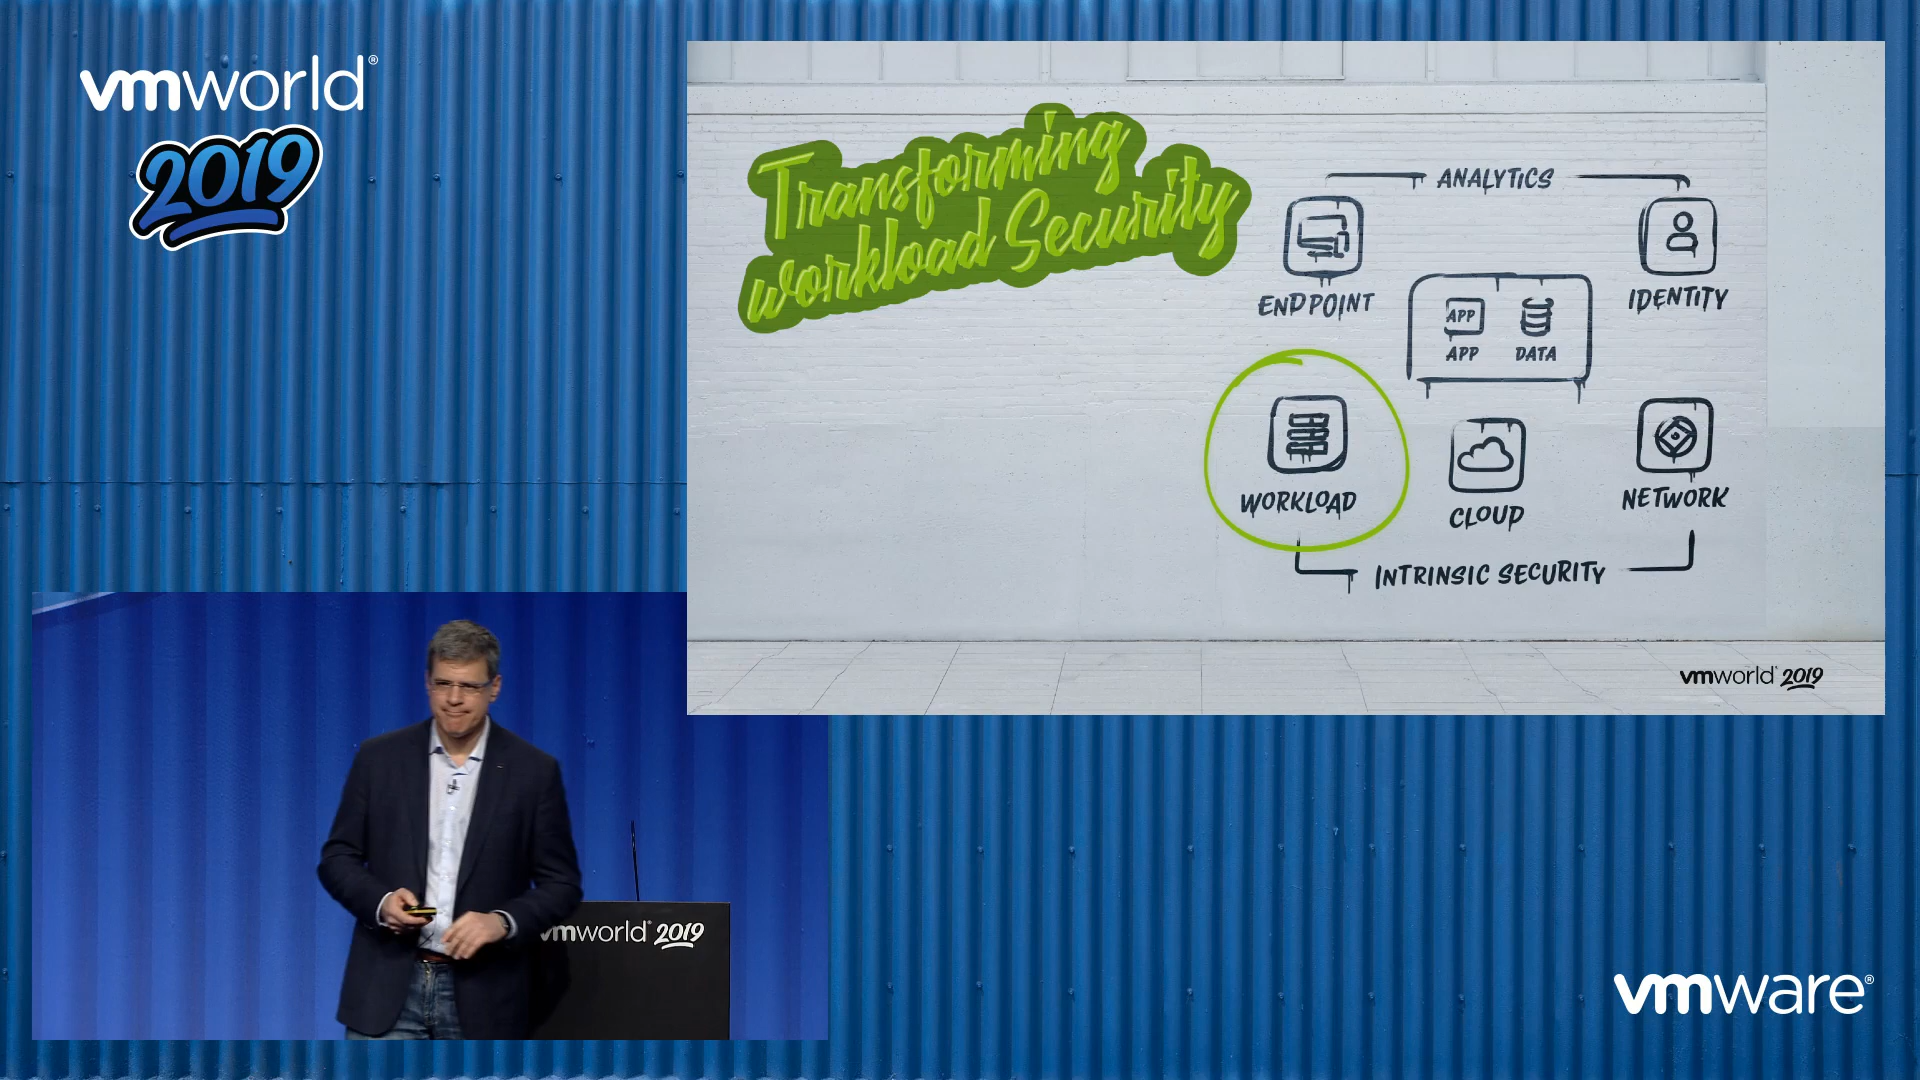 vmworld®
2019
Transforming
workload Security
ANALYTICS
ENDPOINT
IDENTITY
APP
APP
DATA
WORKLOAD
CLOUD
NETWORK
INTRINSIC SECURITY
vmworld® 2019
vmworld® 2019
vmware®